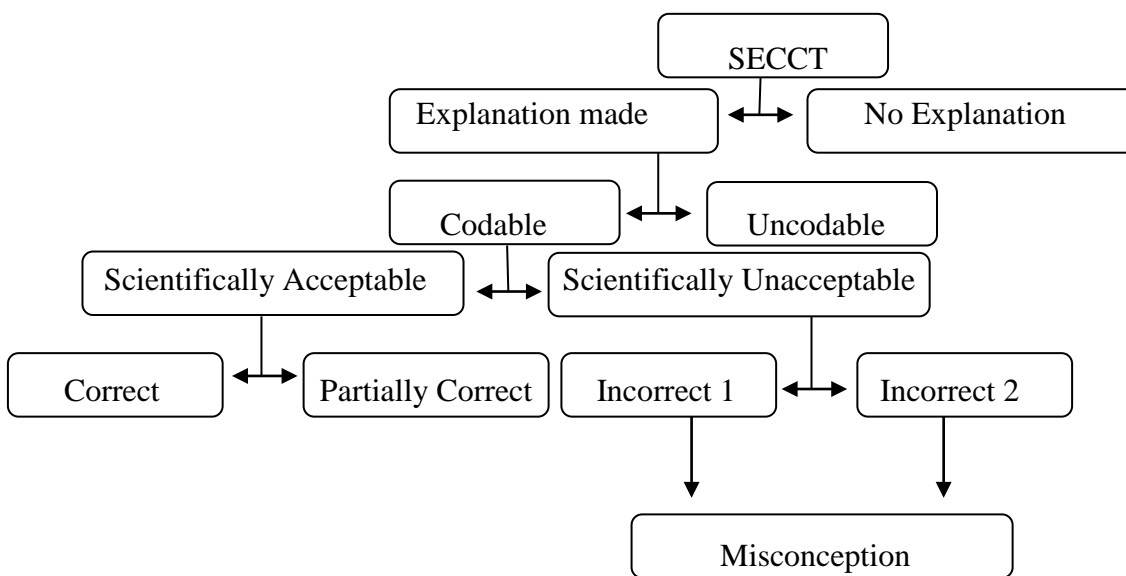 SECCT
Explanation made
No Explanation
Codable
Uncodable
Scientifically Acceptable
Scientifically Unacceptable
Correct
Partially Correct
Incorrect 1
Incorrect 2
Misconception